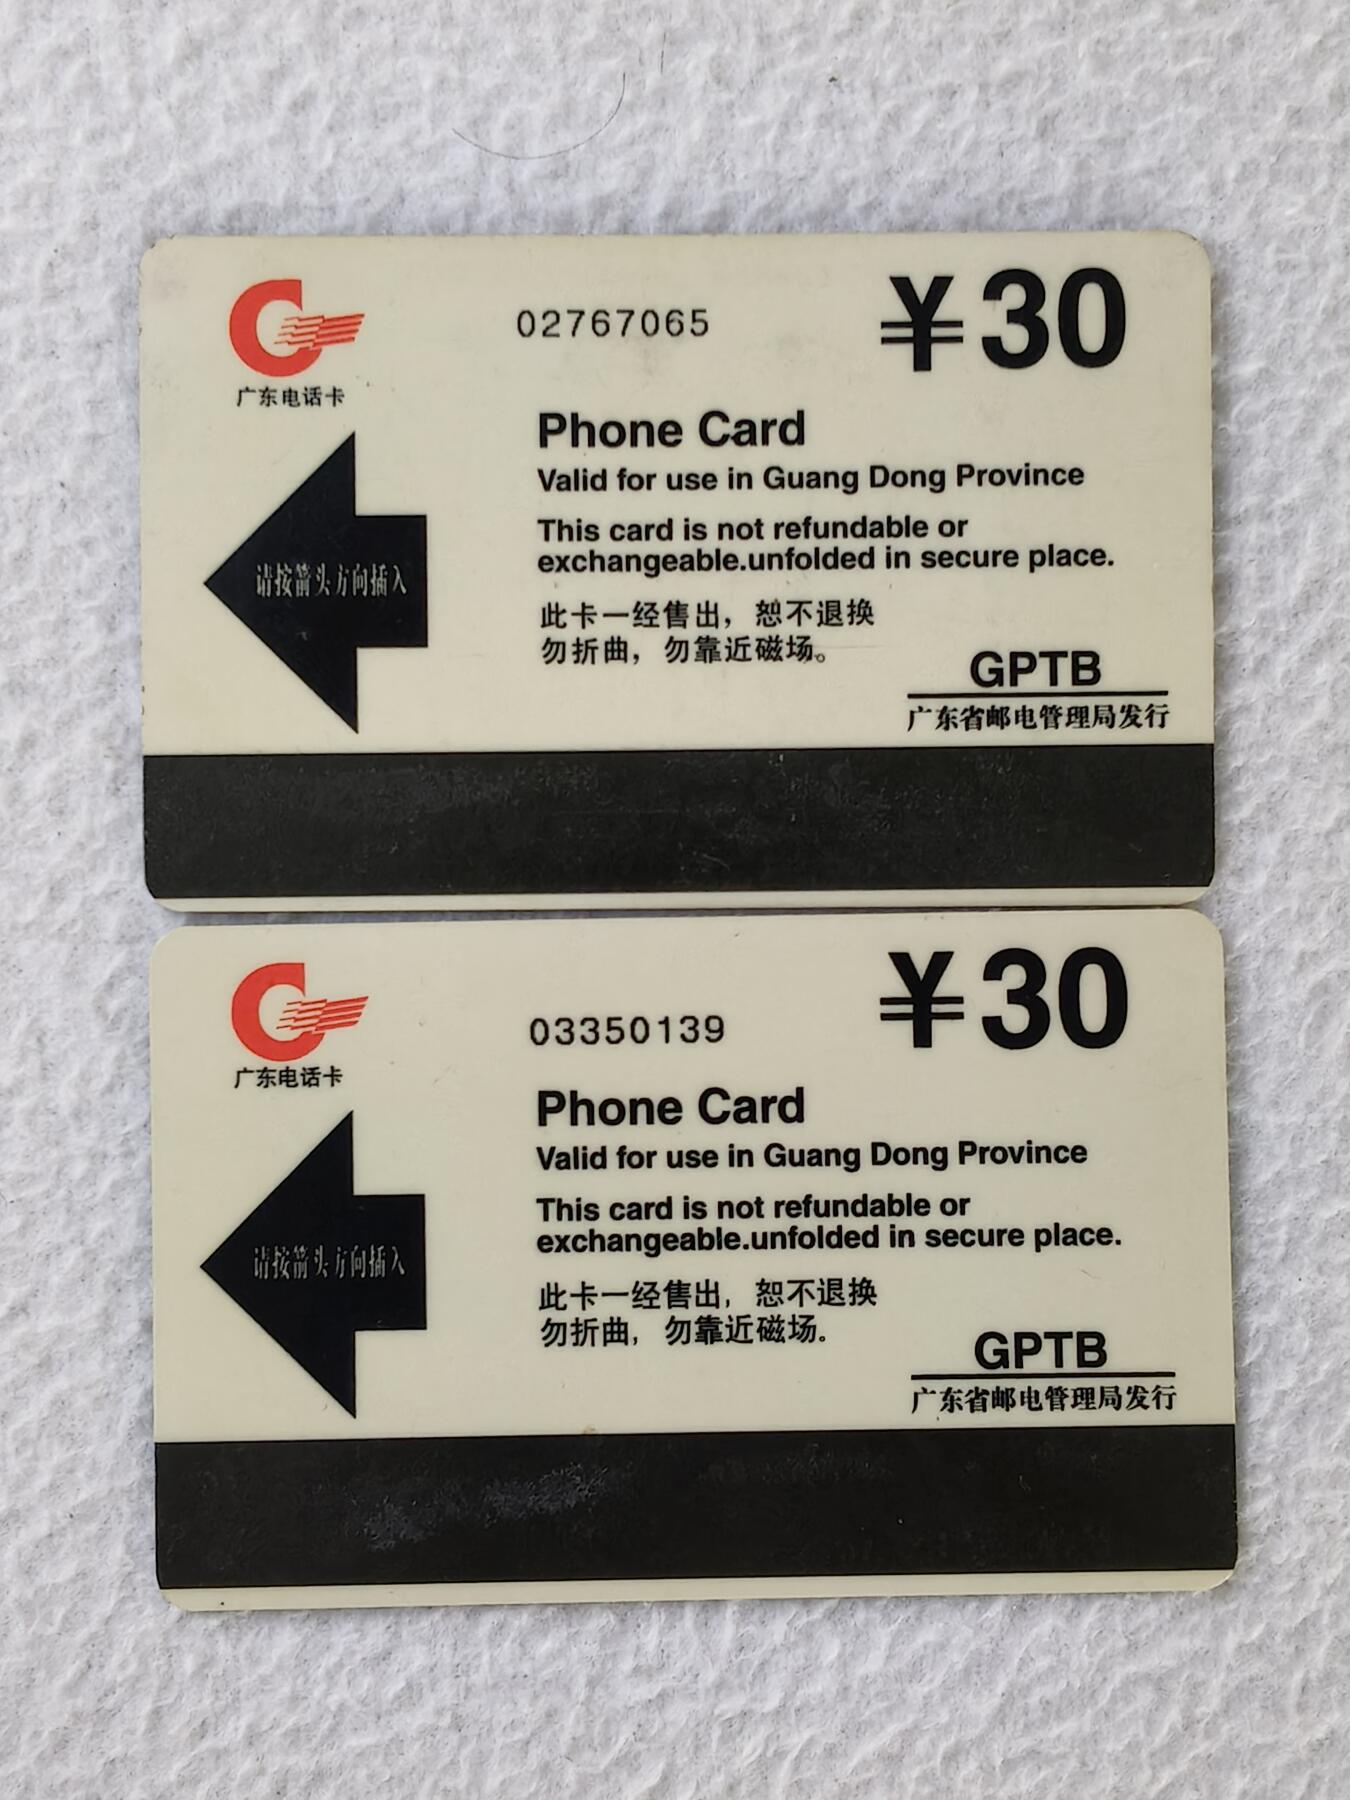 02767065
¥30
广东电话卡
Phone Card
Valid for use in Guang Dong Province
This card is not refundable or
exchangeable.unfolded in secure place.
请按箭头方向插入
此卡一经售出，恕不退换
勿折曲，勿靠近磁场。
GPTB
广东省邮电管理局发行
03350139
¥30
广东电话卡
Phone Card
Valid for use in Guang Dong Province
This card is not refundable or
exchangeable.unfolded in secure place.
请按箭头方向插入
此卡一经售出，恕不退换
勿折曲，勿靠近磁场。
GPTB
广东省邮电管理局发行